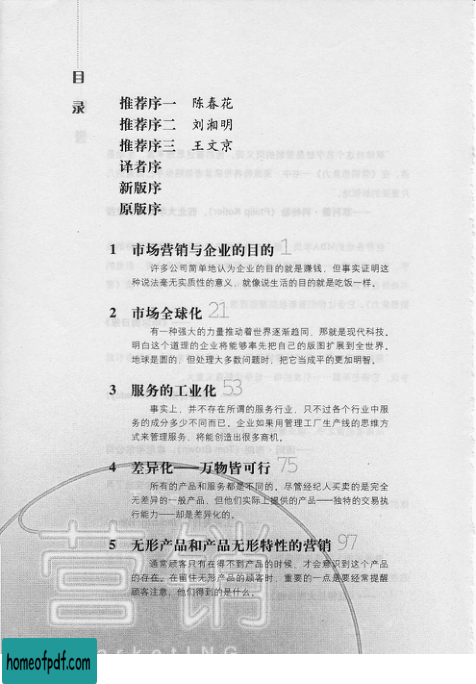 目录
推荐序一 陈春花
推荐序二 刘湘明
推荐序三 王文京
译者序
新版序
原版序
1 市场营销与企业的目的 1
许多公司简单地认为企业的目的就是赚钱，但事实证明这
种说法毫无实质性的意义，就像说生活的目的就是吃饭一样。
2 市场全球化 21
有一种强大的力量推动着世界逐渐趋同，那就是现代科技。
明白这个道理的企业将能够率先把自己的版图扩展到全世界。
地球是圆的，但处理大多数问题时，把它当成平的更加明智。
3 服务的工业化 53
事实上，并不存在所谓的服务行业，只不过各个行业中服
务的成分多少不同而已。企业如果用管理工厂生产线的思维方
式来管理服务，将能创造出很多商机。
4 差异化——万物皆可行 75
所有的产品和服务都是不同的。尽管经纪人买卖的是完全
无差异的一般产品，但他们实际上提供的产品——独特的交易执
行能力——却是差异化的。
5 无形产品和产品无形特性的营销 97
通常顾客只有在得不到产品的时候，才会意识到这个产品
的存在。在留住无形产品的顾客时，重要的一点是要经常提醒
顾客注意，他们得到的是什么。
营销
marketing
homeofpdf.com